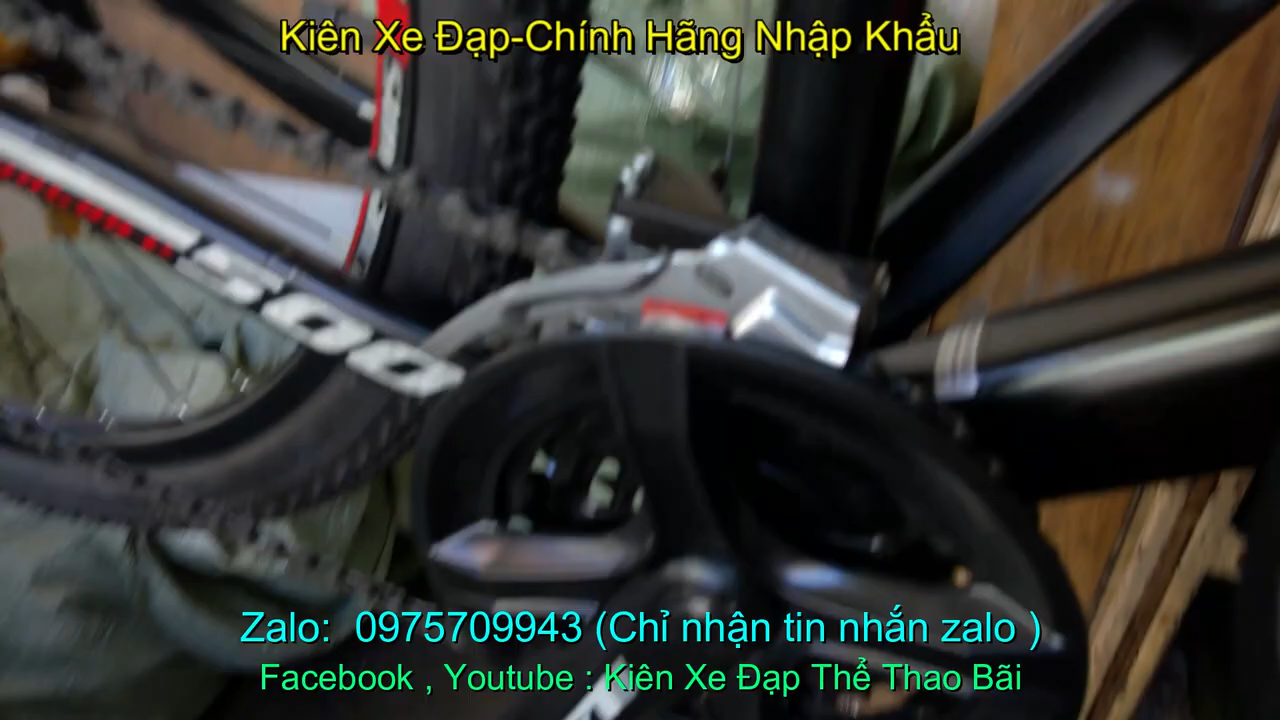 Kiên Xe Đạp-Chính Hãng Nhập Khẩu
500
Zalo: 0975709943 (Chỉ nhận tin nhắn zalo )
Facebook , Youtube : Kiên Xe Đạp Thể Thao Bãi